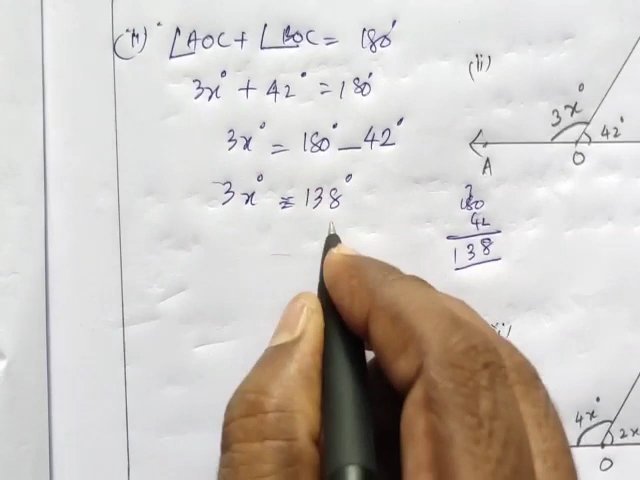 (ii) ∠AOC + ∠BOC = 180°
3x° + 42° = 180°
3x° = 180° - 42°
3x° = 138°
(ii)
3x° 42°
A O
180
42
138
4x° 2x
O